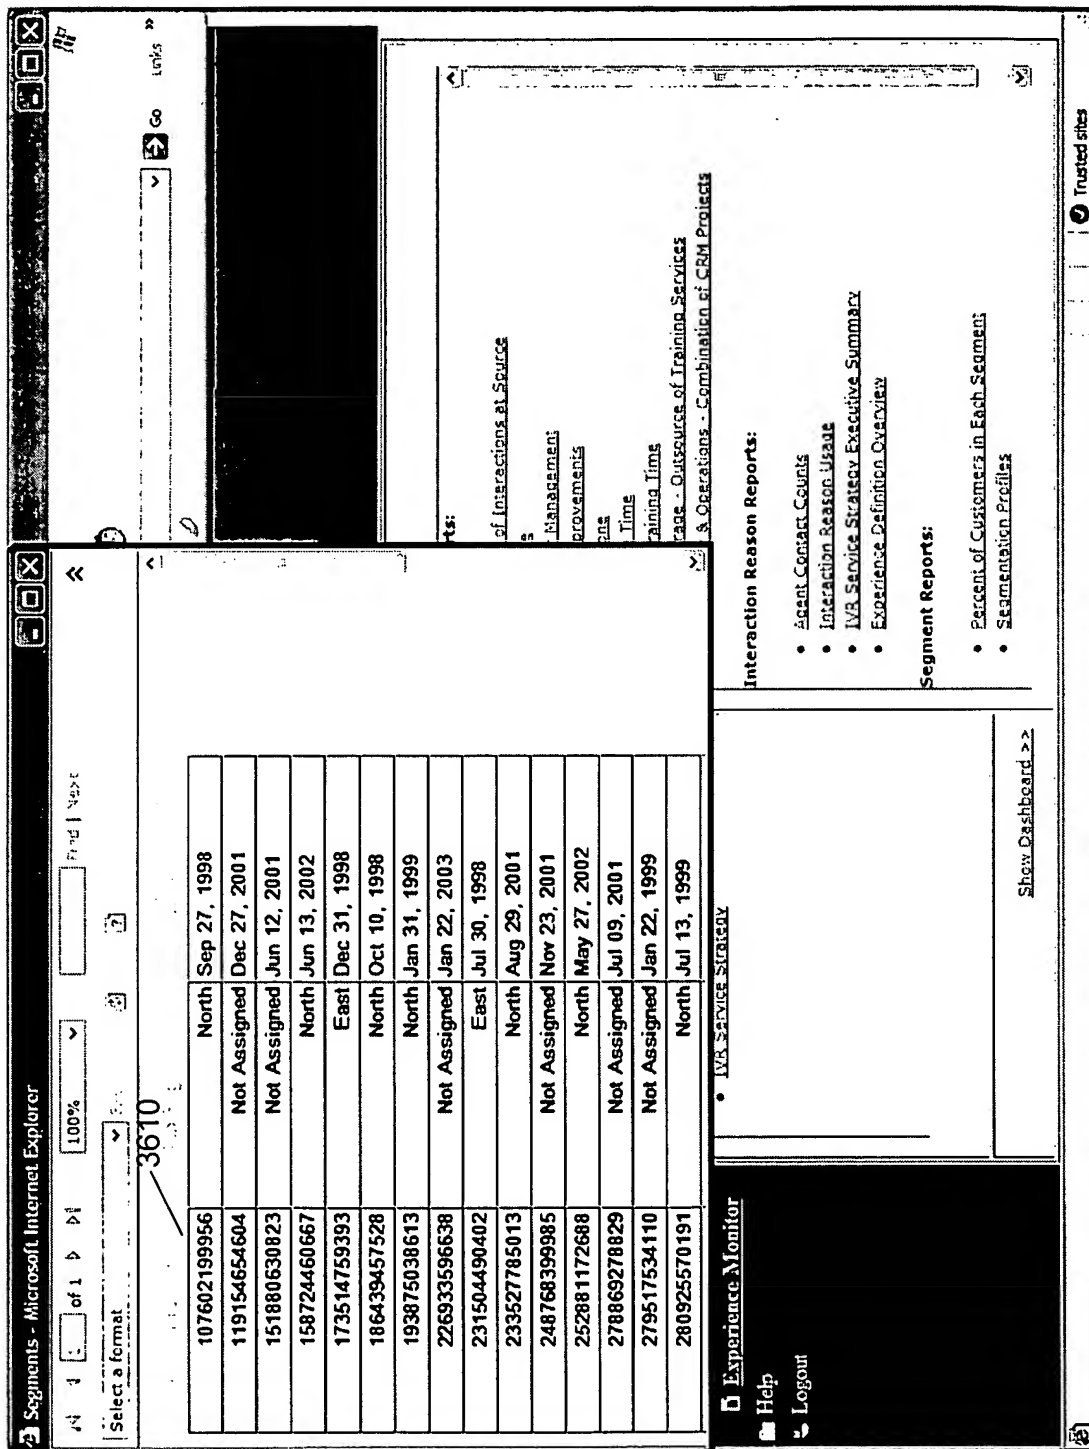 Segments - Microsoft Internet Explorer
1 of 1 100% Find | Next
Select a format
3610
107602199956 North Sep 27, 1998
119154654604 Not Assigned Dec 27, 2001
151880630823 Not Assigned Jun 12, 2001
158724460667 North Jun 13, 2002
173514759393 East Dec 31, 1998
186439457528 North Oct 10, 1998
193875038613 North Jan 31, 1999
226933596638 Not Assigned Jan 22, 2003
231504490402 East Jul 30, 1998
233527785013 North Aug 29, 2001
248768399985 Not Assigned Nov 23, 2001
252881172688 North May 27, 2002
278869278829 Not Assigned Jul 09, 2001
279517534110 Not Assigned Jan 22, 1999
280925570191 North Jul 13, 1999
Go Links »
rts:
of Interactions at Source
Management
provements
one
Time
raining Time
rage - Outsource of Training Services
& Operations - Combination of CRM Projects
Interaction Reason Reports:
• Agent Contact Counts
• Interaction Reason Usage
• IVR Service Strategy Executive Summary
• Experience Definition Overview
Segment Reports:
• Percent of Customers in Each Segment
• Segmentation Profiles
• IVR Service Strategy
Show Dashboard >>
Experience Monitor
Help
Logout
Trusted sites